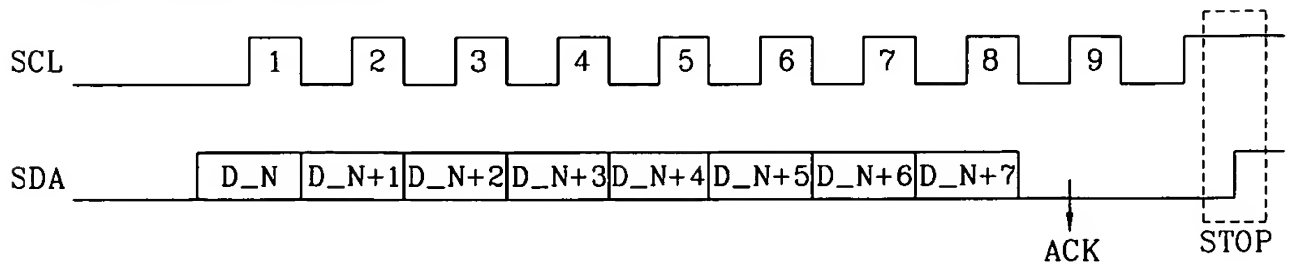 SCL 1 2 3 4 5 6 7 8 9
SDA D_N D_N+1 D_N+2 D_N+3 D_N+4 D_N+5 D_N+6 D_N+7
ACK STOP